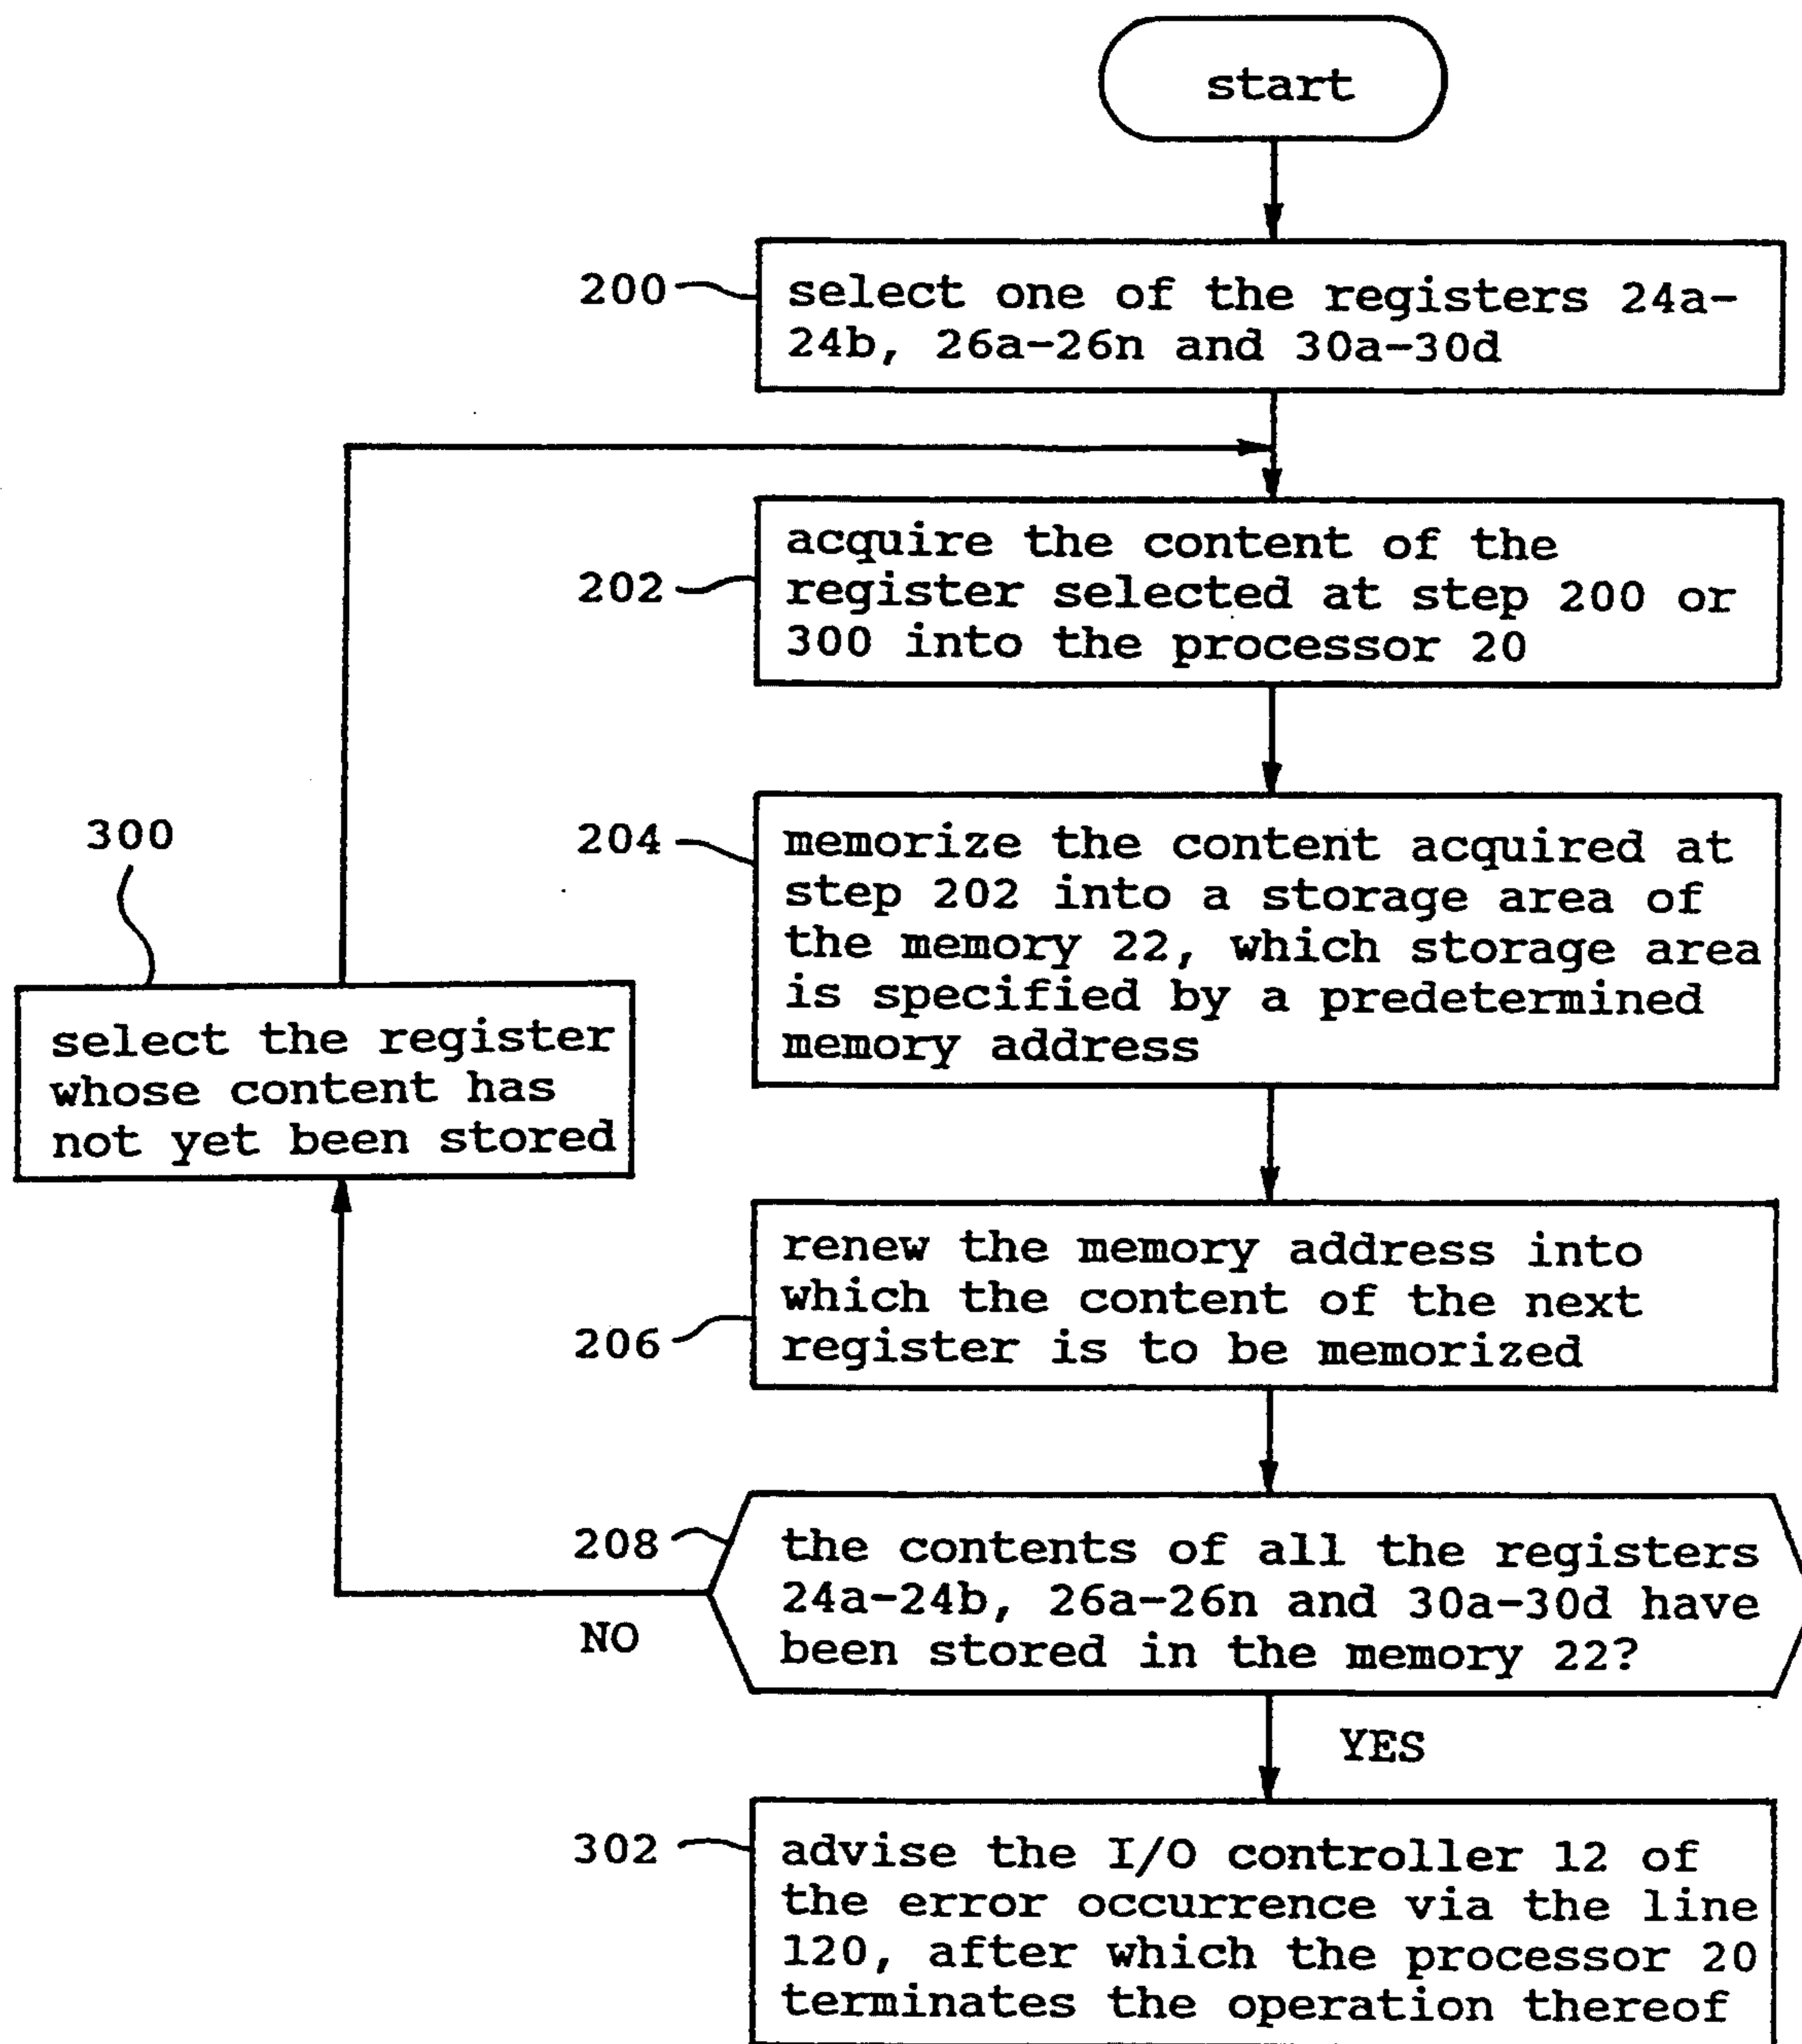 start
200
select one of the registers 24a-
24b, 26a-26n and 30a-30d
202
acquire the content of the
register selected at step 200 or
300 into the processor 20
204
memorize the content acquired at
step 202 into a storage area of
the memory 22, which storage area
is specified by a predetermined
memory address
300
select the register
whose content has
not yet been stored
206
renew the memory address into
which the content of the next
register is to be memorized
208
the contents of all the registers
24a-24b, 26a-26n and 30a-30d have
been stored in the memory 22?
NO
YES
302
advise the I/O controller 12 of
the error occurrence via the line
120, after which the processor 20
terminates the operation thereof